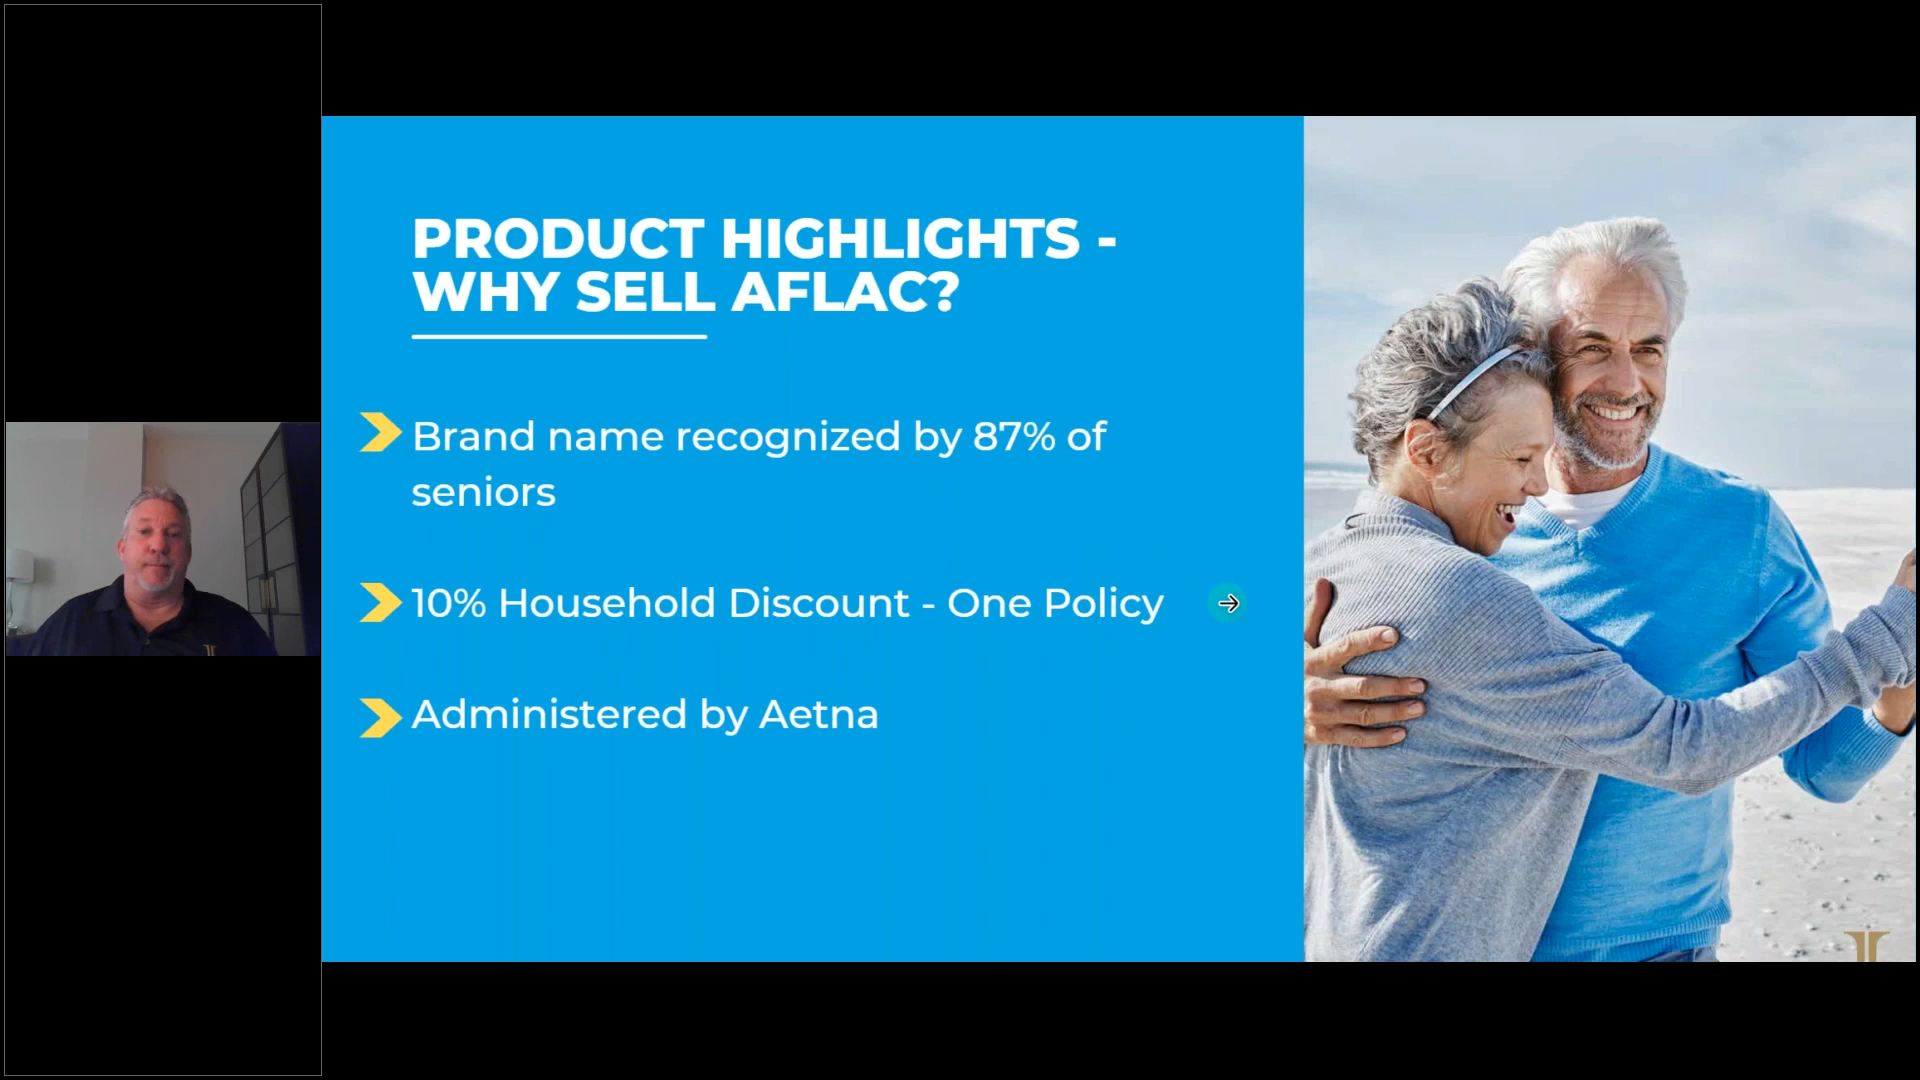 PRODUCT HIGHLIGHTS -
WHY SELL AFLAC?
Brand name recognized by 87% of
seniors
10% Household Discount - One Policy
Administered by Aetna